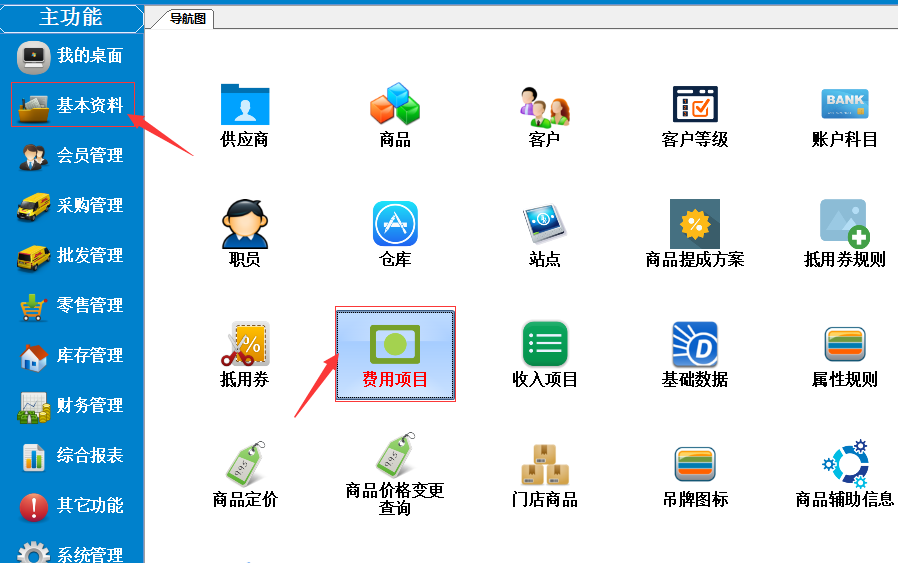 主功能
导航图
我的桌面
基本资料
会员管理
采购管理
批发管理
零售管理
库存管理
财务管理
综合报表
其它功能
系统管理
供应商
商品
客户
客户等级
BANK
账户科目
职员
仓库
站点
商品提成方案
抵用券规则
%
抵用券
费用项目
收入项目
D
基础数据
属性规则
995
商品定价
995
商品价格变更
查询
门店商品
吊牌图标
商品辅助信息